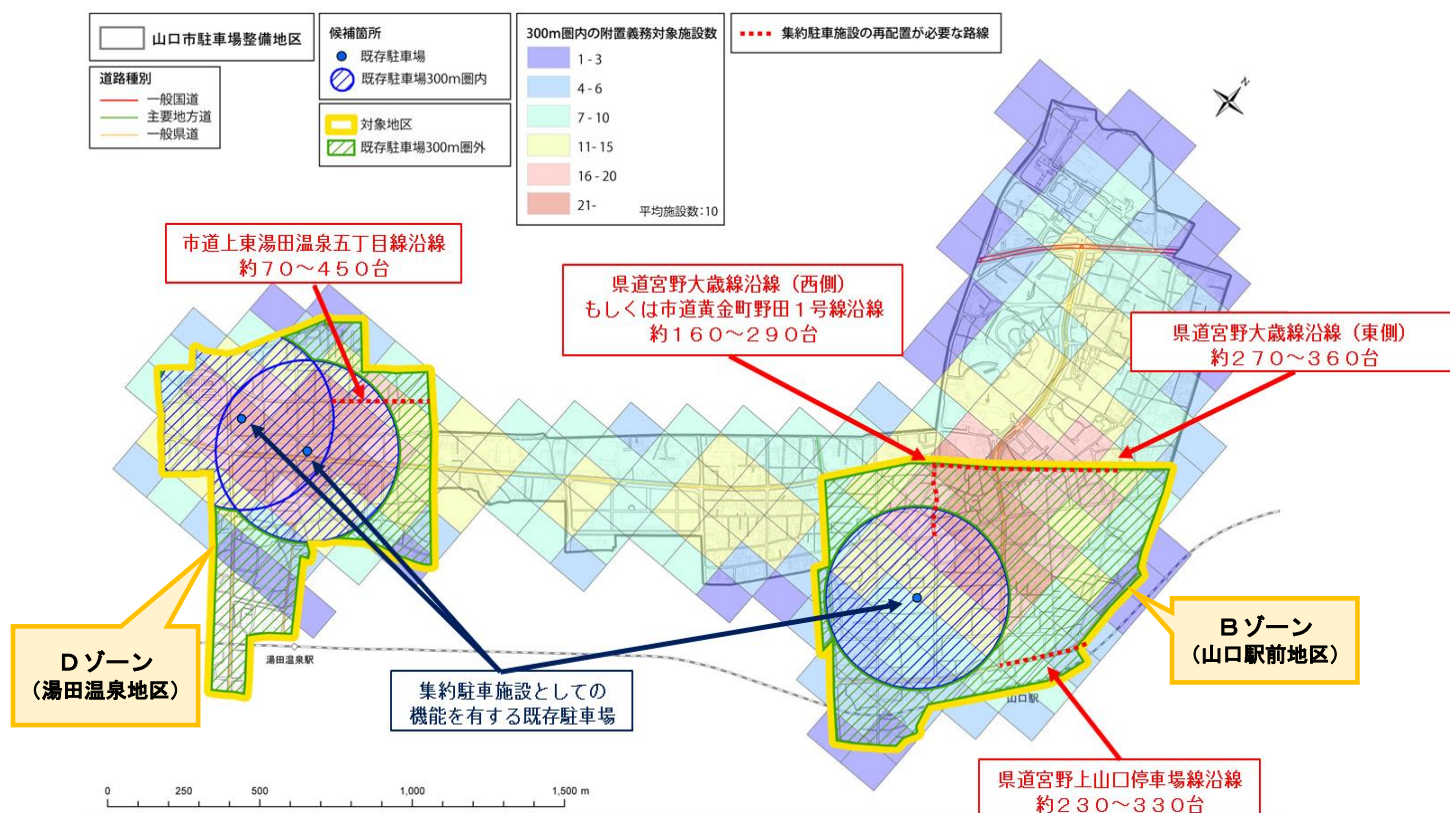 山口市駐車場整備地区
道路種別
一般国道
主要地方道
一般県道
候補箇所
既存駐車場
既存駐車場300m圏内
対象地区
既存駐車場300m圏外
300m圏内の附置義務対象施設数
1 - 3
4 - 6
7 - 10
11- 15
16 - 20
21-
平均施設数:10
集約駐車施設の再配置が必要な路線
N
市道上東湯田温泉五丁目線沿線
約70～450台
県道宮野大歳線沿線（西側）
もしくは市道黄金町野田1号線沿線
約160～290台
県道宮野大歳線沿線（東側）
約270～360台
Dゾーン
（湯田温泉地区）
湯田温泉駅
集約駐車施設としての
機能を有する既存駐車場
Bゾーン
（山口駅前地区）
山口駅
県道宮野上山口停車場線沿線
約230～330台
0 250 500 1,000 1,500 m